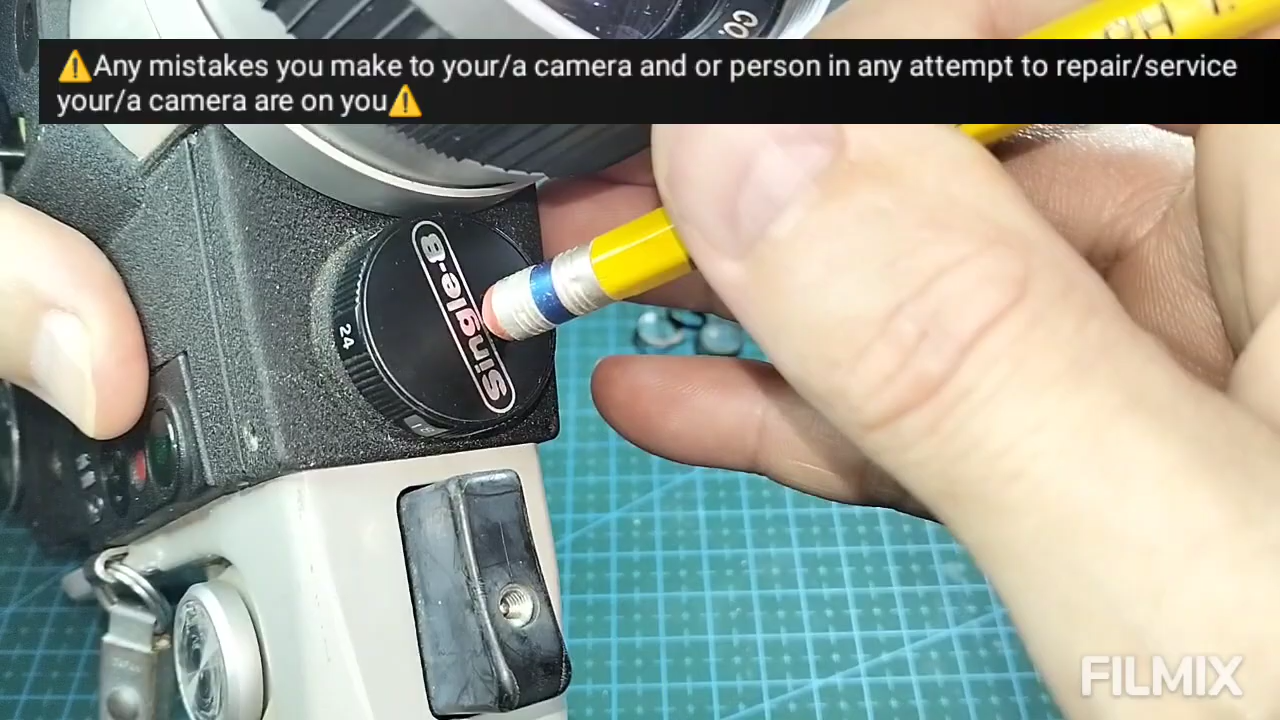 CO.
⚠️Any mistakes you make to your/a camera and or person in any attempt to repair/service
your/a camera are on you⚠️
Single-8
24
FILMIX